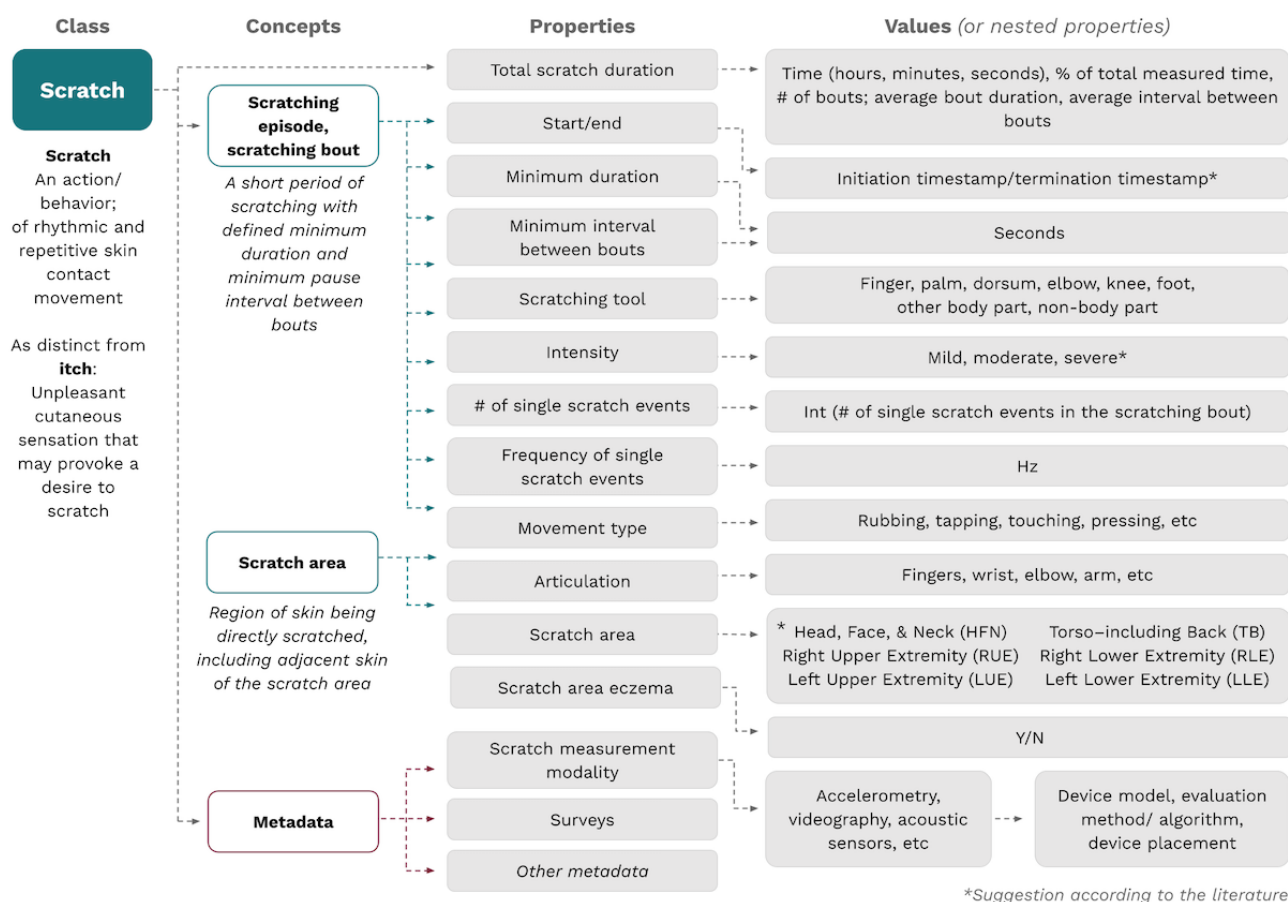 Class
Concepts
Properties
Values (or nested properties)
Scratch
Scratch
An action/
behavior;
of rhythmic and
repetitive skin
contact
movement
As distinct from
itch:
Unpleasant
cutaneous
sensation that
may provoke a
desire to
scratch
Scratching
episode,
scratching bout
A short period of
scratching with
defined minimum
duration and
minimum pause
interval between
bouts
Scratch area
Region of skin being
directly scratched,
including adjacent skin
of the scratch area
Metadata
Total scratch duration
Start/end
Minimum duration
Minimum interval
between bouts
Scratching tool
Intensity
# of single scratch events
Frequency of single
scratch events
Movement type
Articulation
Scratch area
Scratch area eczema
Scratch measurement
modality
Surveys
Other metadata
Time (hours, minutes, seconds), % of total measured time,
# of bouts; average bout duration, average interval between
bouts
Initiation timestamp/termination timestamp*
Seconds
Finger, palm, dorsum, elbow, knee, foot,
other body part, non-body part
Mild, moderate, severe*
Int (# of single scratch events in the scratching bout)
Hz
Rubbing, tapping, touching, pressing, etc
Fingers, wrist, elbow, arm, etc
* Head, Face, & Neck (HFN)
Right Upper Extremity (RUE)
Left Upper Extremity (LUE)
Torso–including Back (TB)
Right Lower Extremity (RLE)
Left Lower Extremity (LLE)
Y/N
Accelerometry,
videography, acoustic
sensors, etc
Device model, evaluation
method/ algorithm,
device placement
*Suggestion according to the literature